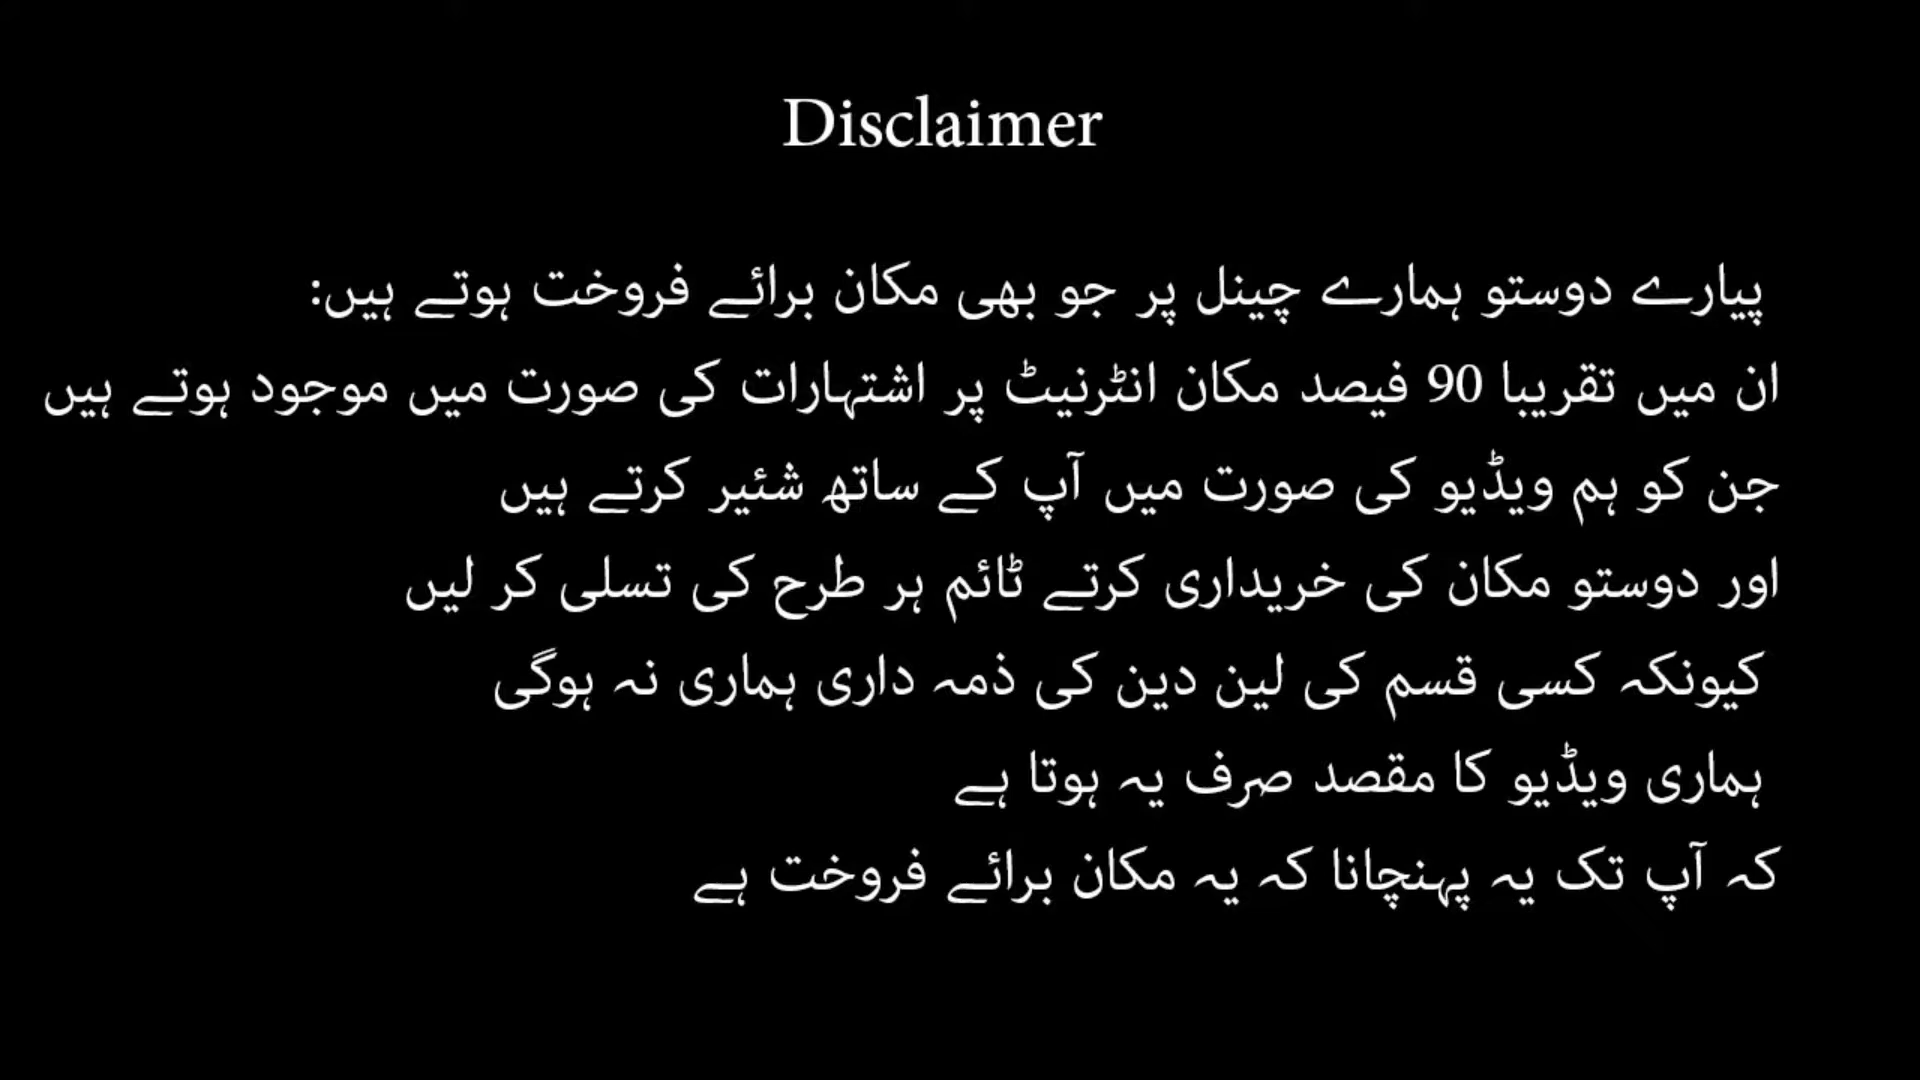 Disclaimer
پیارے دوستو ہمارے چینل پر جو بھی مکان برائے فروخت ہوتے ہیں:
ان میں تقریبا 90 فیصد مکان انٹرنیٹ پر اشتہارات کی صورت میں موجود ہوتے ہیں
جن کو ہم ویڈیو کی صورت میں آپ کے ساتھ شئیر کرتے ہیں
اور دوستو مکان کی خریداری کرتے ٹائم ہر طرح کی تسلی کر لیں
کیونکہ کسی قسم کی لین دین کی ذمہ داری ہماری نہ ہوگی
ہماری ویڈیو کا مقصد صرف یہ ہوتا ہے
کہ آپ تک یہ پہنچانا کہ یہ مکان برائے فروخت ہے